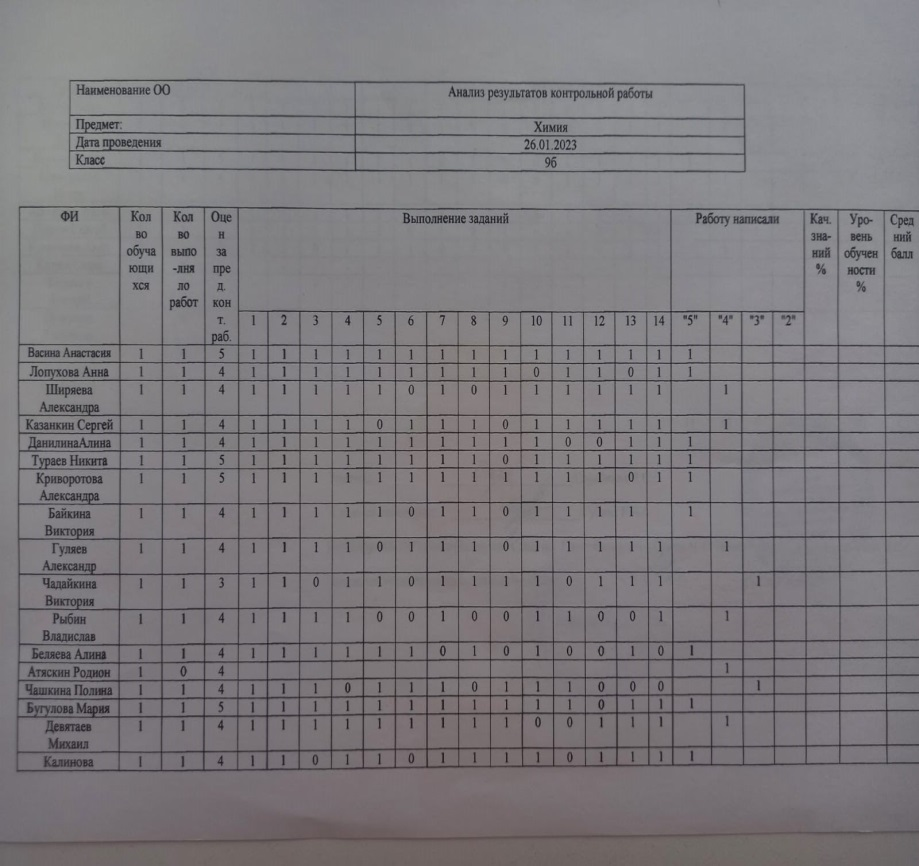 Наименование ОО Анализ результатов контрольной работы
Предмет: Химия
Дата проведения 26.01.2023
Класс 9б
ФИ Кол во обуча ющи хся Кол во выпо -лня ло работ Оце н за пре д. кон т. раб. Выполнение заданий Работу написали Кач. зна- ний % Уро- вень обучен ности % Сред ний балл
1 2 3 4 5 6 7 8 9 10 11 12 13 14 "5" "4" "3" "2"
Васина Анастасия 1 1 5 1 1 1 1 1 1 1 1 1 1 1 1 1 1 1
Лопухова Анна 1 1 4 1 1 1 1 1 1 1 1 1 0 1 1 0 1 1
Ширяева 1 1 4 1 1 1 1 1 0 1 0 1 1 1 1 1 1 1
Александра
Казанкин Сергей 1 1 4 1 1 1 1 0 1 1 1 0 1 1 1 1 1 1
ДанилинаАлина 1 1 4 1 1 1 1 1 1 1 1 1 1 0 0 1 1 1
Тураев Никита 1 1 5 1 1 1 1 1 1 1 1 0 1 1 1 1 1 1
Криворотова 1 1 5 1 1 1 1 1 1 1 1 1 1 1 1 0 1 1
Александра
Байкина 1 1 4 1 1 1 1 1 0 1 1 0 1 1 1 1 1
Виктория
Гуляев 1 1 4 1 1 1 1 0 1 1 1 0 1 1 1 1 1 1
Александр
Чадайкина 1 1 3 1 1 0 1 1 0 1 1 1 1 0 1 1 1 1
Виктория
Рыбин 1 1 4 1 1 1 1 0 0 1 0 0 1 1 0 0 1 1
Владислав
Беляева Алина 1 1 4 1 1 1 1 1 1 0 1 0 1 0 0 1 0 1
Атяскин Родион 1 0 4 1
Чашкина Полина 1 1 4 1 1 1 0 1 1 1 0 1 1 1 0 0 0 1
Бугулова Мария 1 1 5 1 1 1 1 1 1 1 1 1 1 1 0 1 1 1
Девятаев 1 1 4 1 1 1 1 1 1 1 1 1 0 0 1 1 1 1
Михаил
Калинова 1 1 4 1 1 0 1 1 0 1 1 1 1 0 1 1 1 1